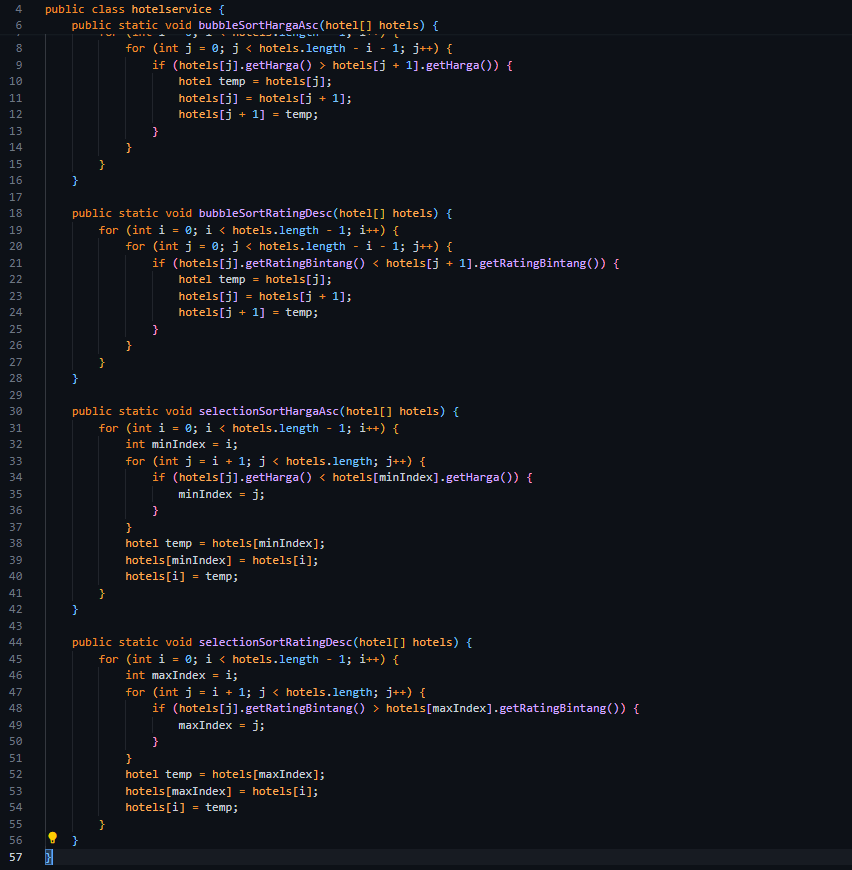 4 public class hotelservice {
6     public static void bubbleSortHargaAsc(hotel[] hotels) {
8             for (int j = 0; j < hotels.length - i - 1; j++) {
9                 if (hotels[j].getHarga() > hotels[j + 1].getHarga()) {
10                     hotel temp = hotels[j];
11                     hotels[j] = hotels[j + 1];
12                     hotels[j + 1] = temp;
13                 }
14             }
15         }
16     }
17
18     public static void bubbleSortRatingDesc(hotel[] hotels) {
19         for (int i = 0; i < hotels.length - 1; i++) {
20             for (int j = 0; j < hotels.length - i - 1; j++) {
21                 if (hotels[j].getRatingBintang() < hotels[j + 1].getRatingBintang()) {
22                     hotel temp = hotels[j];
23                     hotels[j] = hotels[j + 1];
24                     hotels[j + 1] = temp;
25                 }
26             }
27         }
28     }
29
30     public static void selectionSortHargaAsc(hotel[] hotels) {
31         for (int i = 0; i < hotels.length - 1; i++) {
32             int minIndex = i;
33             for (int j = i + 1; j < hotels.length; j++) {
34                 if (hotels[j].getHarga() < hotels[minIndex].getHarga()) {
35                     minIndex = j;
36                 }
37             }
38             hotel temp = hotels[minIndex];
39             hotels[minIndex] = hotels[i];
40             hotels[i] = temp;
41         }
42     }
43
44     public static void selectionSortRatingDesc(hotel[] hotels) {
45         for (int i = 0; i < hotels.length - 1; i++) {
46             int maxIndex = i;
47             for (int j = i + 1; j < hotels.length; j++) {
48                 if (hotels[j].getRatingBintang() > hotels[maxIndex].getRatingBintang()) {
49                     maxIndex = j;
50                 }
51             }
52             hotel temp = hotels[maxIndex];
53             hotels[maxIndex] = hotels[i];
54             hotels[i] = temp;
55         }
56     }
57 }